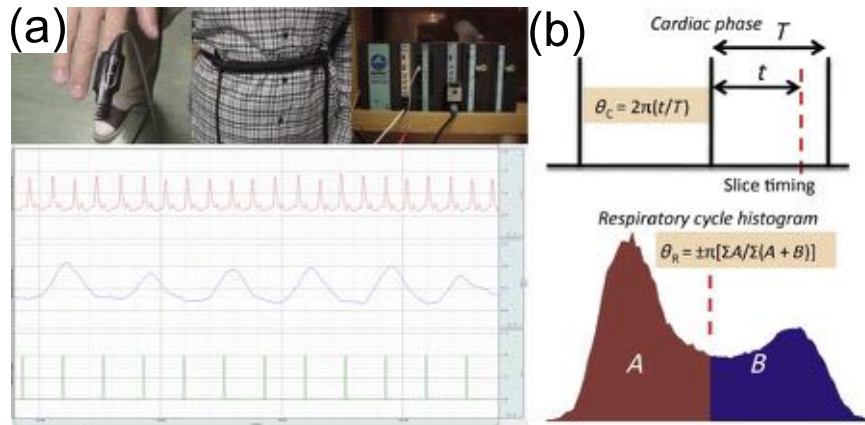 (a)
(b)
Cardiac phase
T
t
θC = 2π(t/T)
Slice timing
Respiratory cycle histogram
θR = ±π[ΣA/Σ(A + B)]
A
B